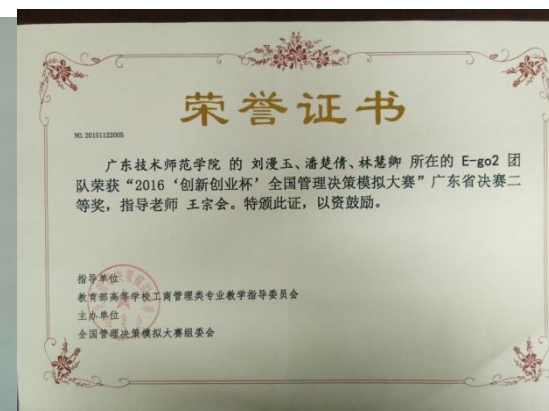 荣誉证书
NO. 20151122005
广东技术师范学院 的 刘漫玉、潘楚倩、林慧卿 所在的 E-go2 团
队荣获“2016‘创新创业杯’全国管理决策模拟大赛”广东省决赛二
等奖，指导老师 王宗会。特颁此证，以资鼓励。
指导单位
教育部高等学校工商管理类专业教学指导委员会
主办单位
全国管理决策模拟大赛组委会